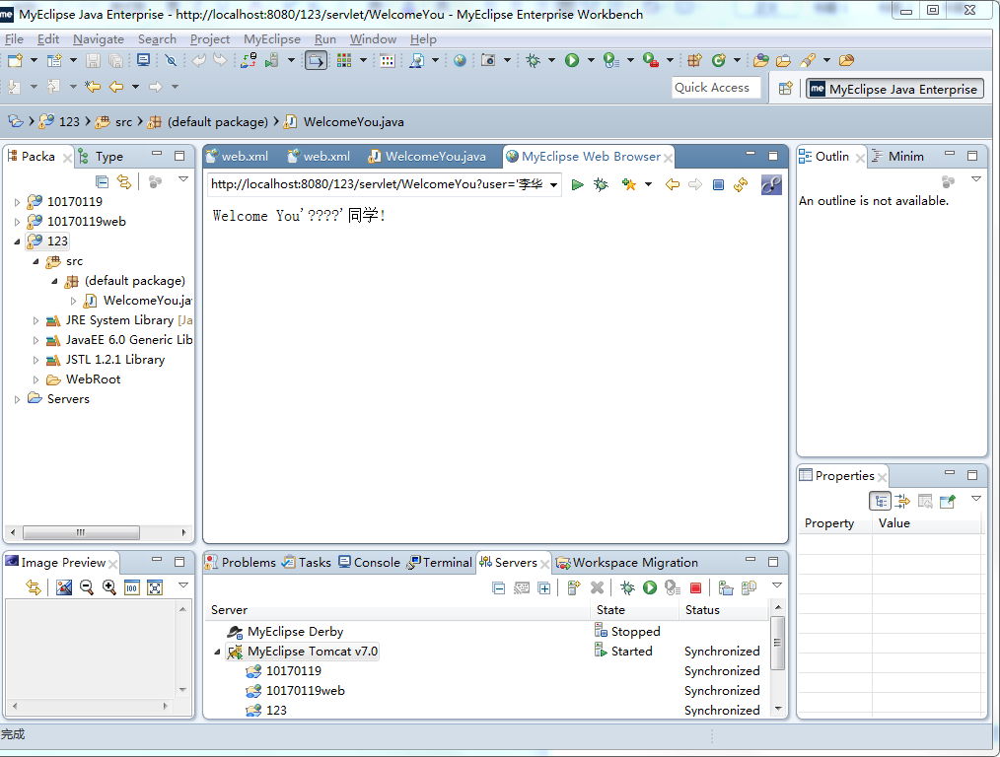 MyEclipse Java Enterprise - http://localhost:8080/123/servlet/WelcomeYou - MyEclipse Enterprise Workbench
File Edit Navigate Search Project MyEclipse Run Window Help
Quick Access
MyEclipse Java Enterprise
123 src (default package) WelcomeYou.java
Packa Type
10170119
10170119web
123
src
(default package)
WelcomeYou.ja
JRE System Library [Ja
JavaEE 6.0 Generic Lib
JSTL 1.2.1 Library
WebRoot
Servers
web.xml web.xml WelcomeYou.java MyEclipse Web Browser
http://localhost:8080/123/servlet/WelcomeYou?user='李华
Welcome You'????'同学!
Outlin Minim
An outline is not available.
Properties
Property Value
Image Preview
Problems Tasks Console Terminal Servers Workspace Migration
Server State Status
MyEclipse Derby Stopped
MyEclipse Tomcat v7.0 Started Synchronized
10170119 Synchronized
10170119web Synchronized
123 Synchronized
完成